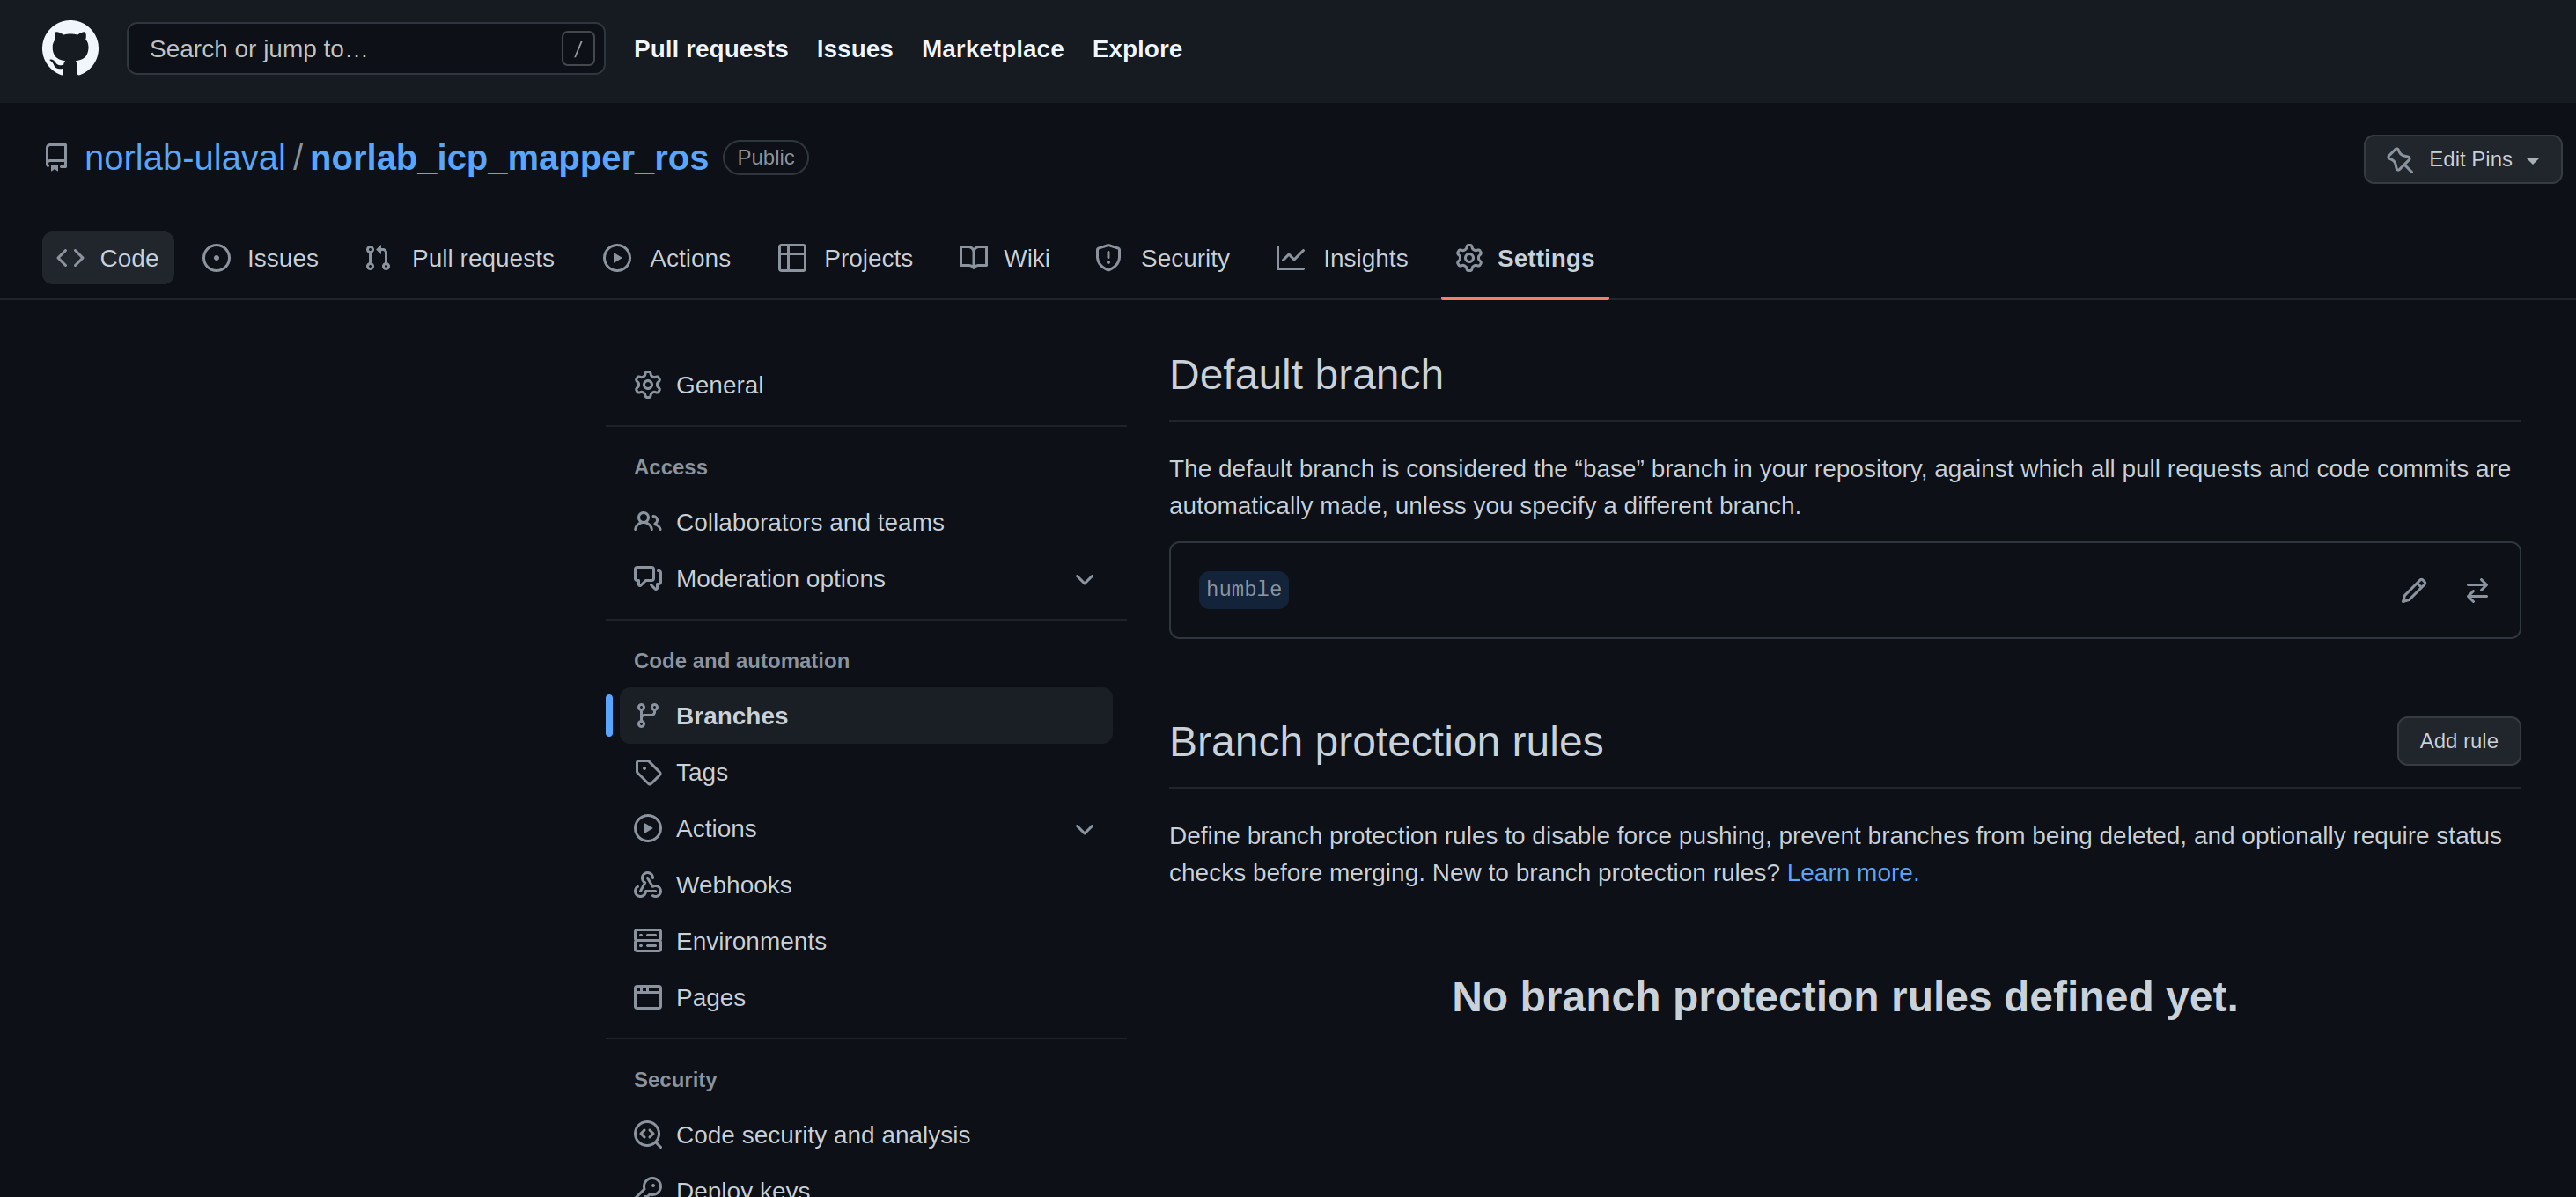 Search or jump to…
/
Pull requests
Issues
Marketplace
Explore
norlab-ulaval / norlab_icp_mapper_ros
Public
Edit Pins
Code
Issues
Pull requests
Actions
Projects
Wiki
Security
Insights
Settings
General
Access
Collaborators and teams
Moderation options
Code and automation
Branches
Tags
Actions
Webhooks
Environments
Pages
Security
Code security and analysis
Deploy keys
Default branch
The default branch is considered the “base” branch in your repository, against which all pull requests and code commits are
automatically made, unless you specify a different branch.
humble
Branch protection rules
Add rule
Define branch protection rules to disable force pushing, prevent branches from being deleted, and optionally require status
checks before merging. New to branch protection rules? Learn more.
No branch protection rules defined yet.